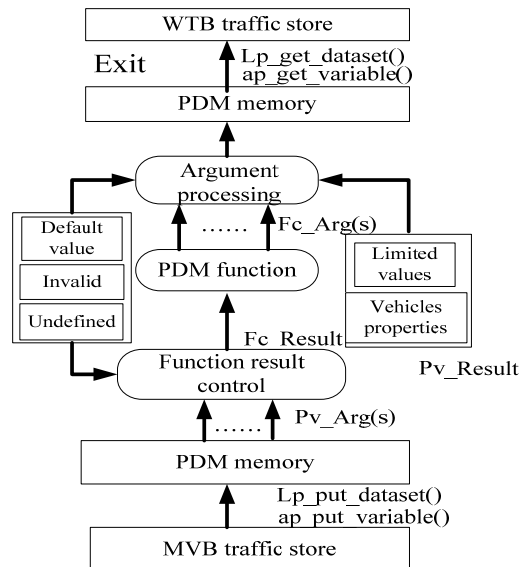 WTB traffic store
Exit
Lp_get_dataset()
ap_get_variable()
PDM memory
Argument
processing
......
Fc_Arg(s)
Default
value
Invalid
Undefined
PDM function
Limited
values
Vehicles
properties
Fc_Result
Pv_Result
Function result
control
......
Pv_Arg(s)
PDM memory
Lp_put_dataset()
ap_put_variable()
MVB traffic store